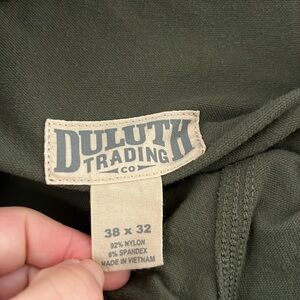 DULUTH
TRADING
CO
38 x 32
92% NYLON
8% SPANDEX
MADE IN VIETNAM